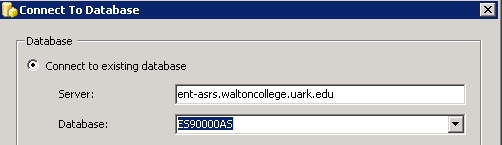 Connect To Database
Database
Connect to existing database
Server: ent-asrs.waltoncollege.uark.edu
Database: ES90000AS